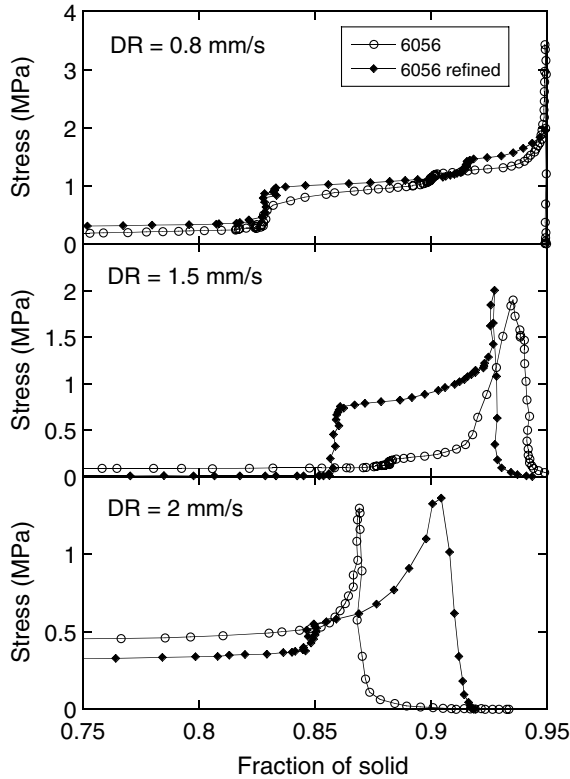 DR = 0.8 mm/s
6056
6056 refined
Stress (MPa)
4
3
2
1
0
DR = 1.5 mm/s
Stress (MPa)
2
1.5
1
0.5
0
DR = 2 mm/s
Stress (MPa)
1
0.5
0
0.75 0.8 0.85 0.9 0.95
Fraction of solid